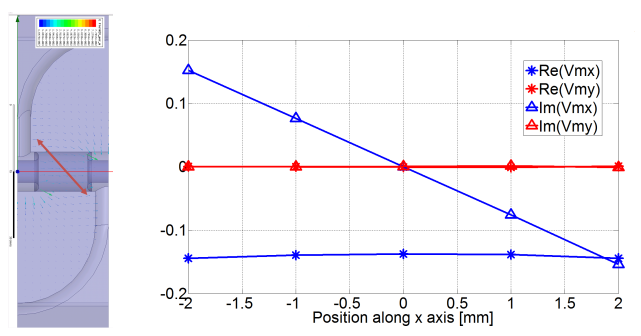 0.2
0.1
0
-0.1
-0.2
Re(Vmx)
Re(Vmy)
Im(Vmx)
Im(Vmy)
-2 -1.5 -1 -0.5 0 0.5 1 1.5 2
Position along x axis [mm]